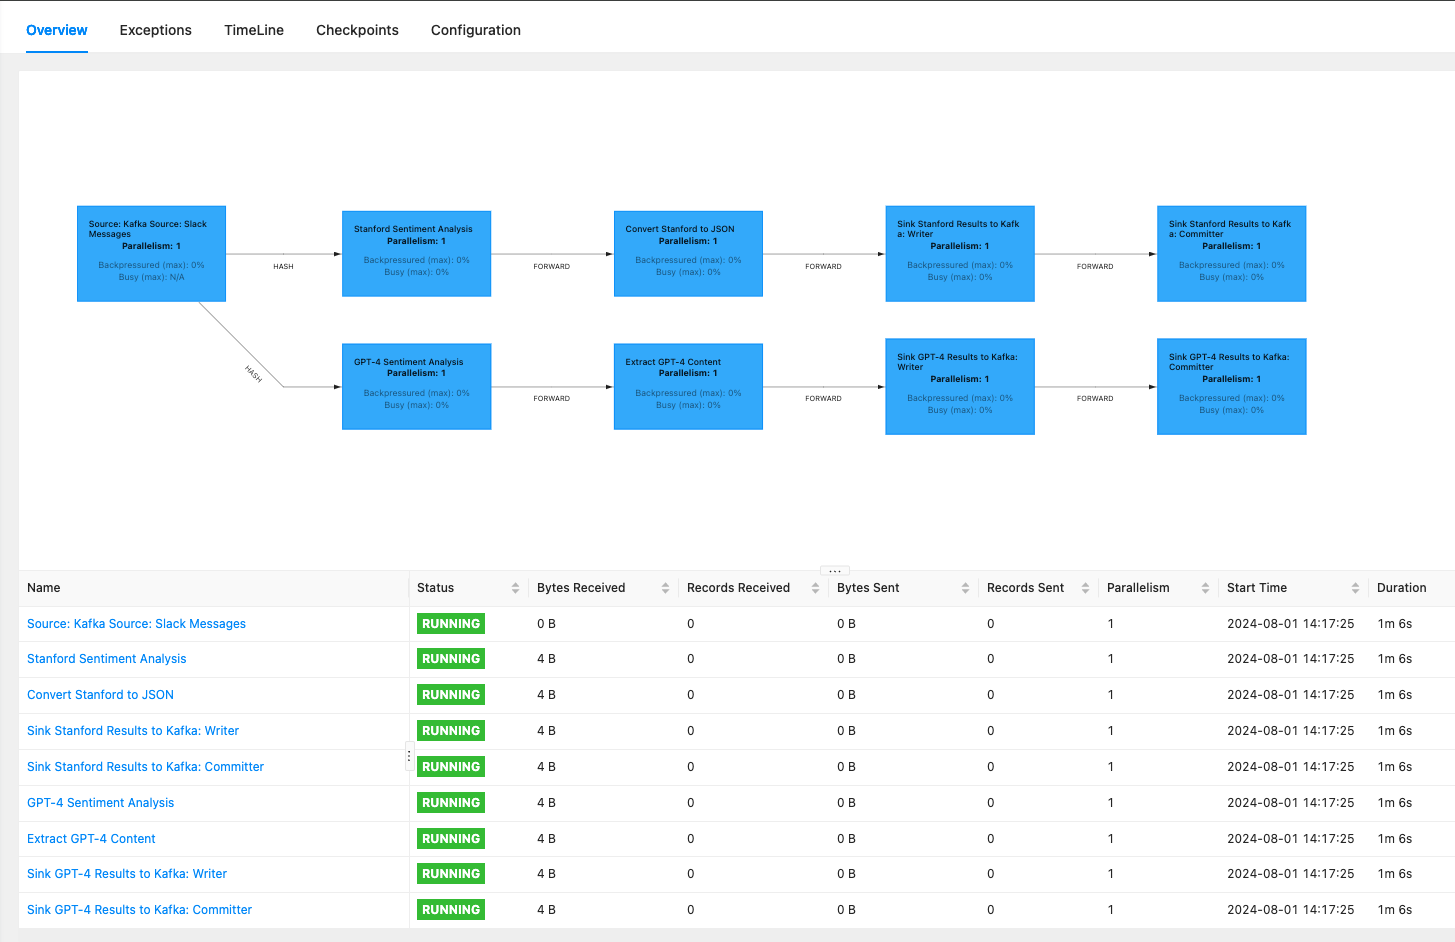 Overview Exceptions TimeLine Checkpoints Configuration
Source: Kafka Source: Slack
Messages
Parallelism: 1
Backpressured (max): 0%
Busy (max): N/A
HASH
Stanford Sentiment Analysis
Parallelism: 1
Backpressured (max): 0%
Busy (max): 0%
FORWARD
Convert Stanford to JSON
Parallelism: 1
Backpressured (max): 0%
Busy (max): 0%
FORWARD
Sink Stanford Results to Kafk
a: Writer
Parallelism: 1
Backpressured (max): 0%
Busy (max): 0%
FORWARD
Sink Stanford Results to Kafk
a: Committer
Parallelism: 1
Backpressured (max): 0%
Busy (max): 0%
HASH
GPT-4 Sentiment Analysis
Parallelism: 1
Backpressured (max): 0%
Busy (max): 0%
FORWARD
Extract GPT-4 Content
Parallelism: 1
Backpressured (max): 0%
Busy (max): 0%
FORWARD
Sink GPT-4 Results to Kafka:
Writer
Parallelism: 1
Backpressured (max): 0%
Busy (max): 0%
FORWARD
Sink GPT-4 Results to Kafka:
Committer
Parallelism: 1
Backpressured (max): 0%
Busy (max): 0%
Name Status Bytes Received Records Received Bytes Sent Records Sent Parallelism Start Time Duration
Source: Kafka Source: Slack Messages RUNNING 0 B 0 0 B 0 1 2024-08-01 14:17:25 1m 6s
Stanford Sentiment Analysis RUNNING 4 B 0 0 B 0 1 2024-08-01 14:17:25 1m 6s
Convert Stanford to JSON RUNNING 4 B 0 0 B 0 1 2024-08-01 14:17:25 1m 6s
Sink Stanford Results to Kafka: Writer RUNNING 4 B 0 0 B 0 1 2024-08-01 14:17:25 1m 6s
Sink Stanford Results to Kafka: Committer RUNNING 4 B 0 0 B 0 1 2024-08-01 14:17:25 1m 6s
GPT-4 Sentiment Analysis RUNNING 4 B 0 0 B 0 1 2024-08-01 14:17:25 1m 6s
Extract GPT-4 Content RUNNING 4 B 0 0 B 0 1 2024-08-01 14:17:25 1m 6s
Sink GPT-4 Results to Kafka: Writer RUNNING 4 B 0 0 B 0 1 2024-08-01 14:17:25 1m 6s
Sink GPT-4 Results to Kafka: Committer RUNNING 4 B 0 0 B 0 1 2024-08-01 14:17:25 1m 6s